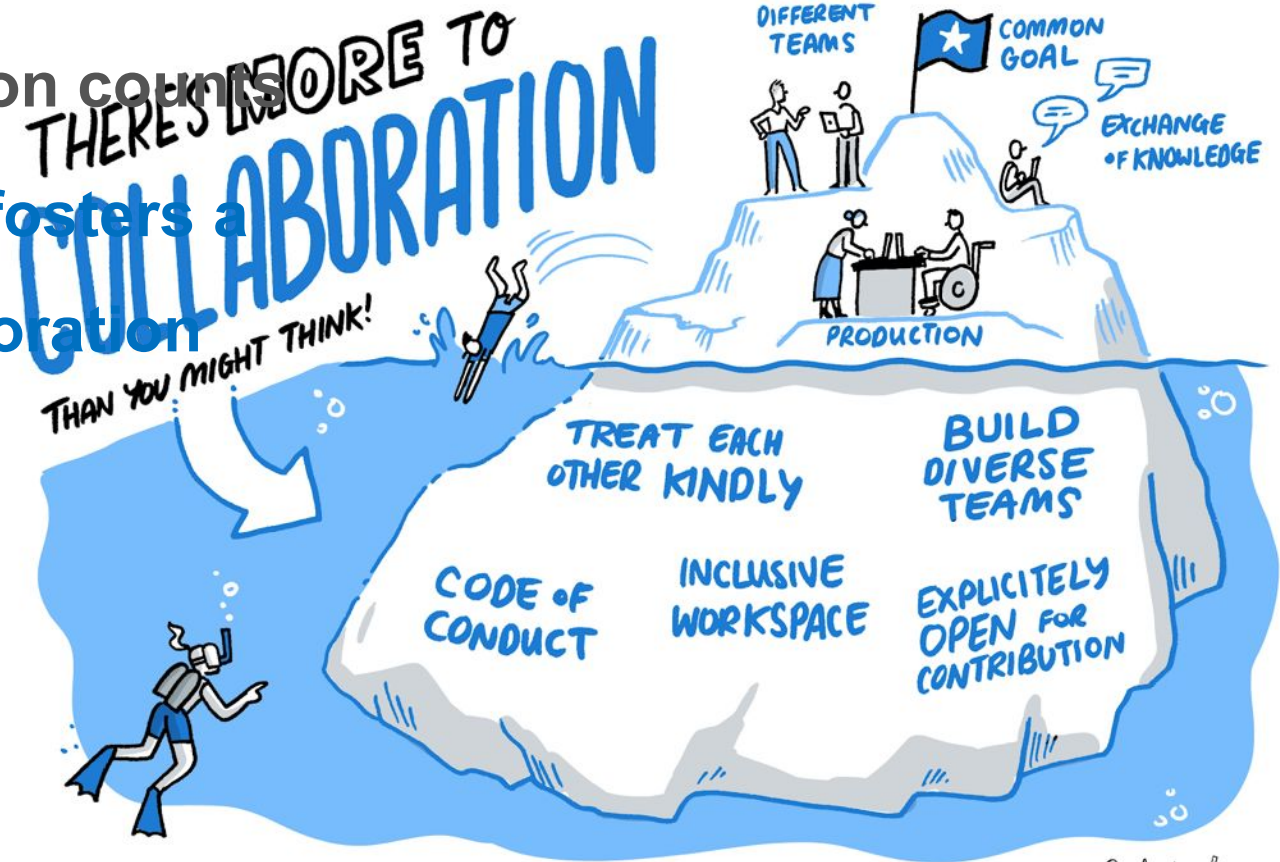 on counts
fosters a
oration
THERE'S MORE TO
COLLABORATION
THAN YOU MIGHT THINK!
DIFFERENT
TEAMS
COMMON
GOAL
EXCHANGE
OF KNOWLEDGE
C
PRODUCTION
TREAT EACH
OTHER KINDLY
BUILD
DIVERSE
TEAMS
CODE OF
CONDUCT
INCLUSIVE
WORKSPACE
EXPLICITELY
OPEN FOR
CONTRIBUTION